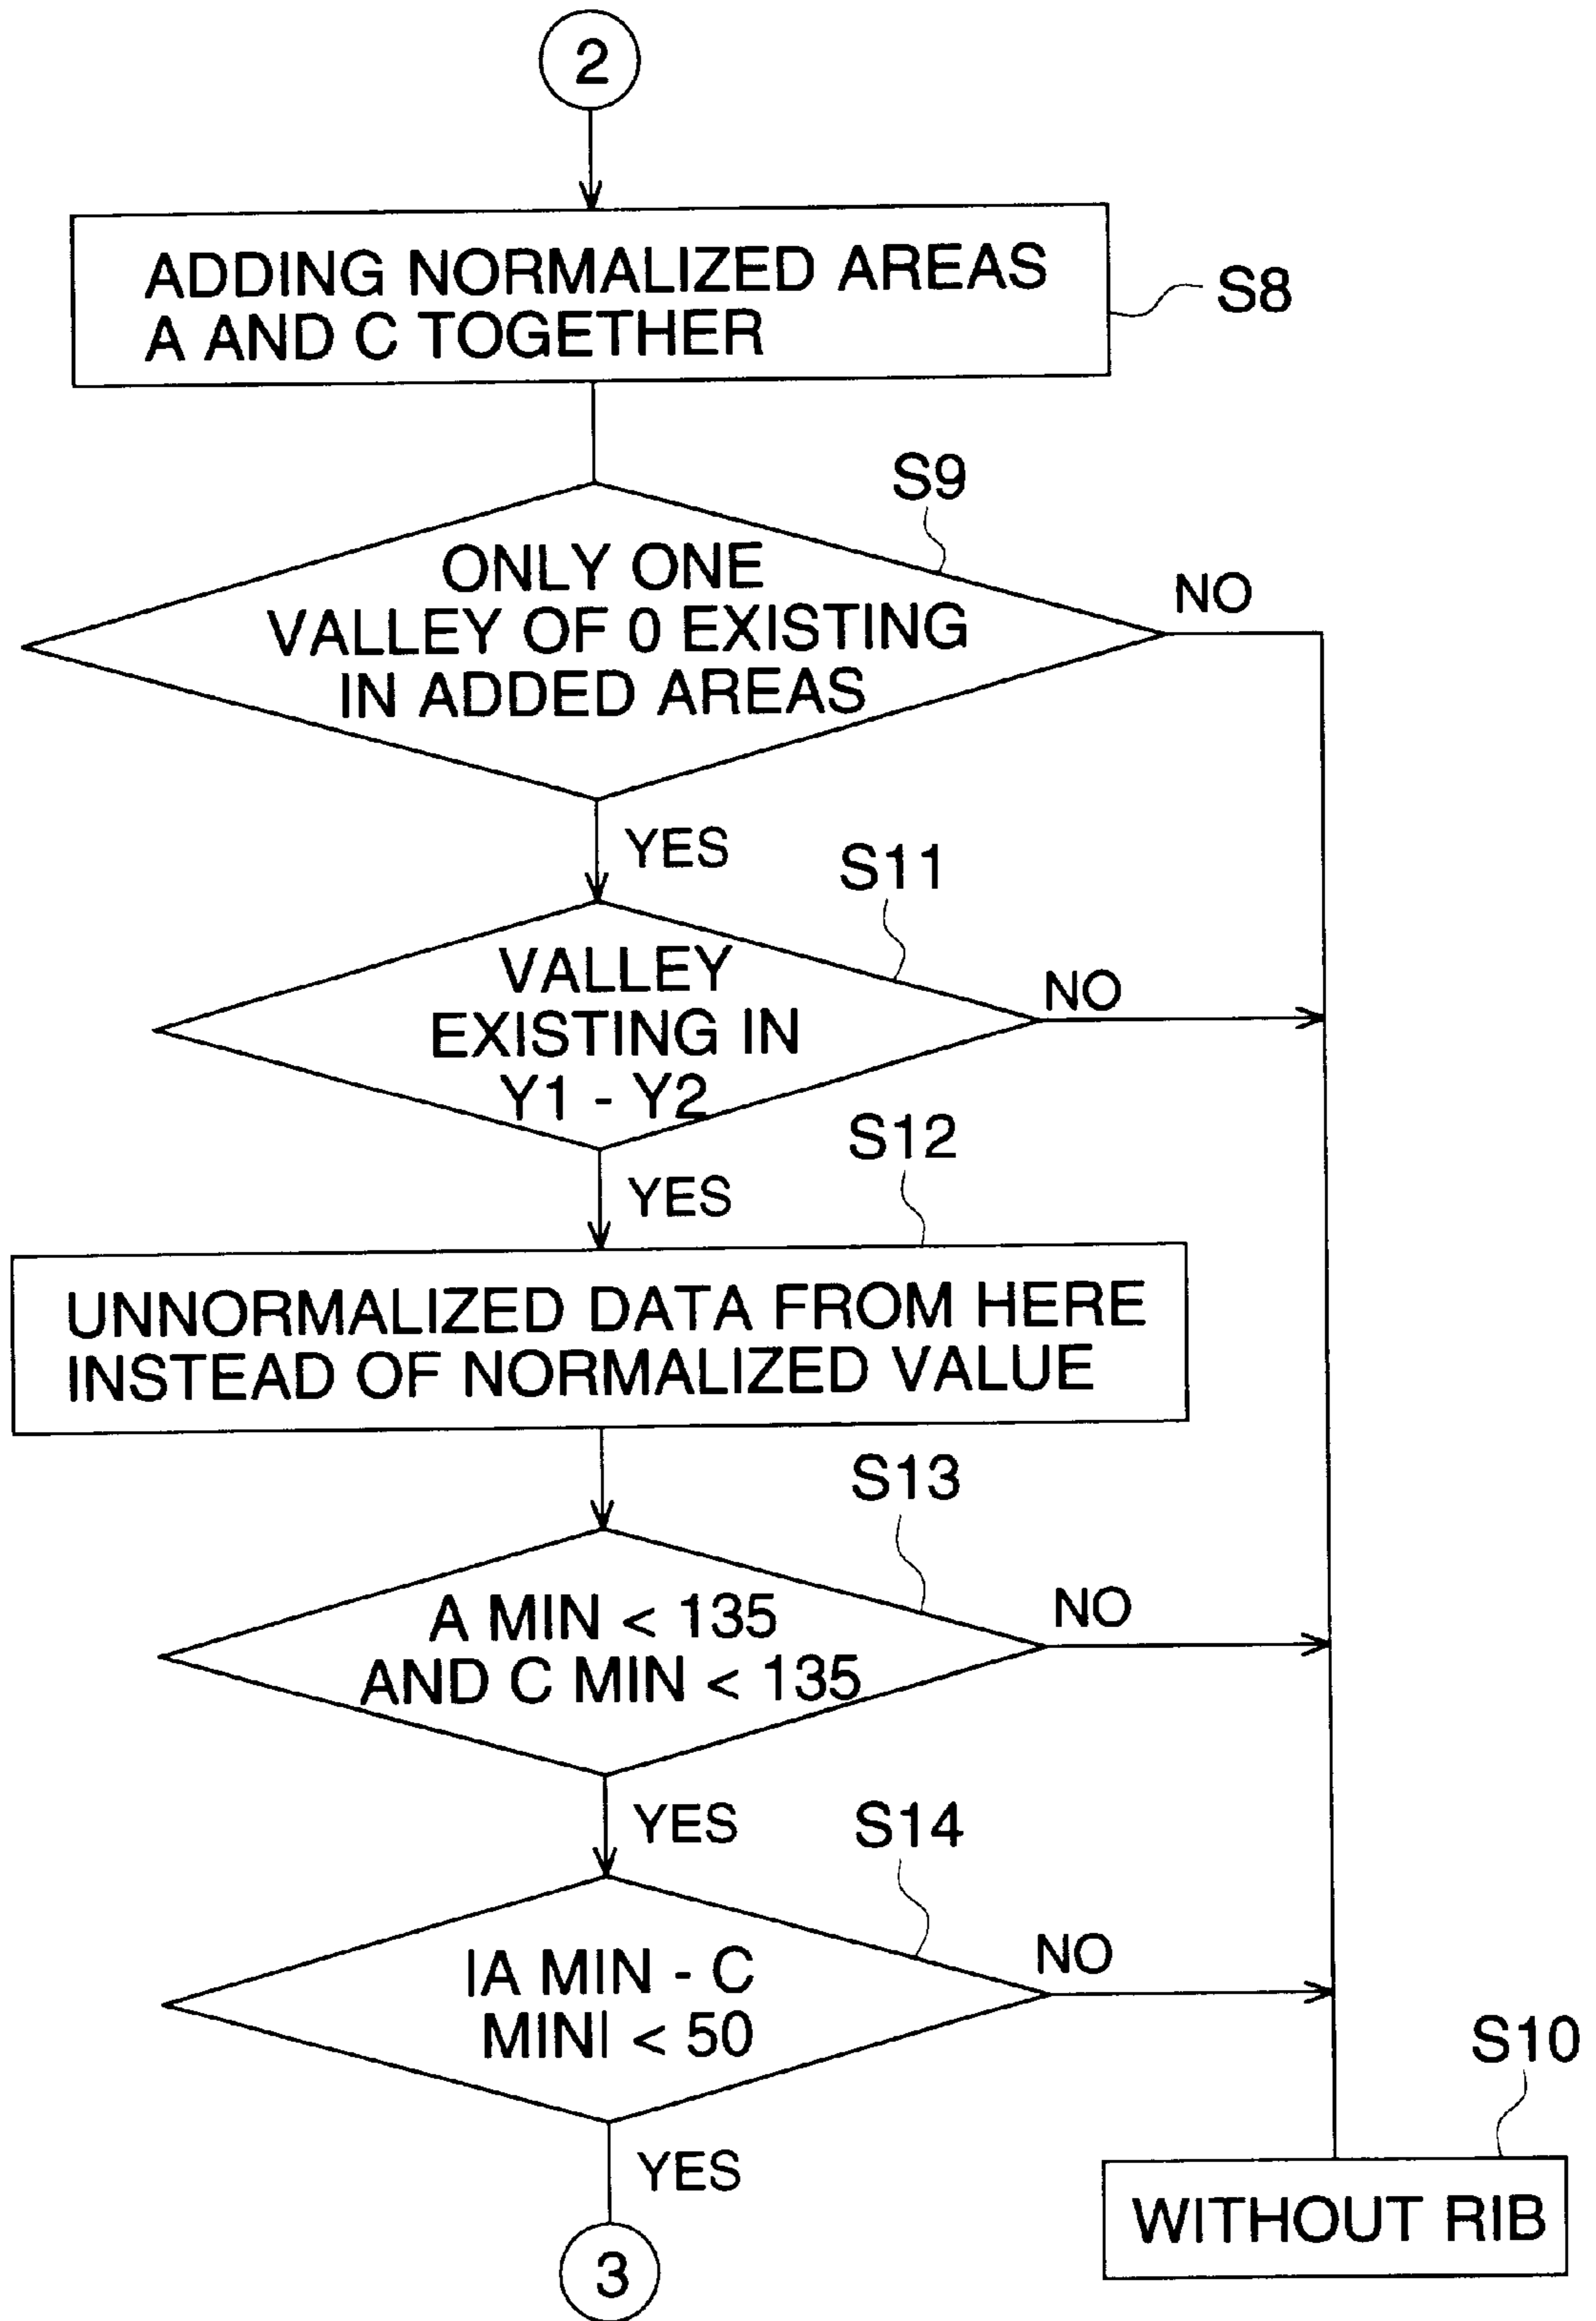 2
ADDING NORMALIZED AREAS
A AND C TOGETHER
S8
S9
ONLY ONE
VALLEY OF 0 EXISTING
IN ADDED AREAS
NO
YES
S11
VALLEY
EXISTING IN
Y1 - Y2
NO
YES
S12
UNNORMALIZED DATA FROM HERE
INSTEAD OF NORMALIZED VALUE
S13
A MIN < 135
AND C MIN < 135
NO
YES
S14
|A MIN - C
MIN| < 50
NO
YES
S10
WITHOUT RIB
3